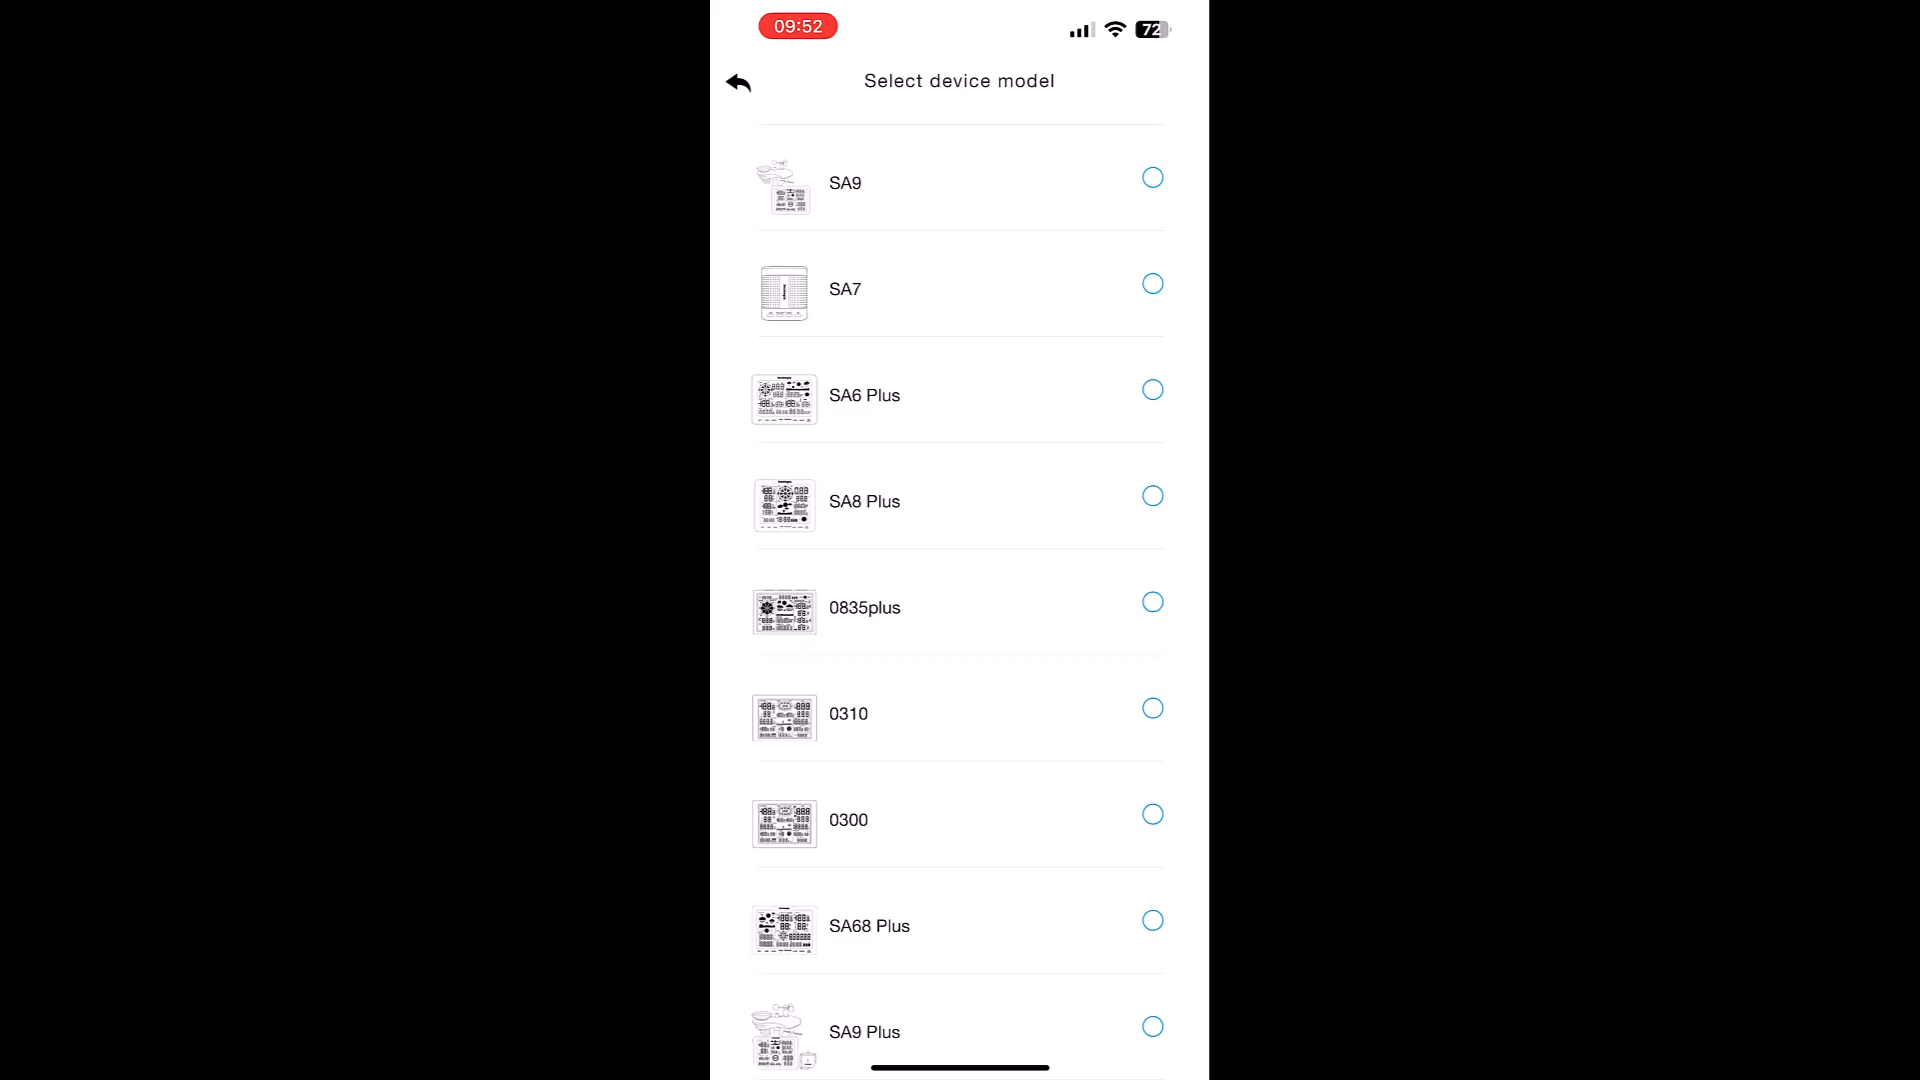 09:52
72
Select device model
SA9
SA7
SA6 Plus
SA8 Plus
0835plus
0310
0300
SA68 Plus
SA9 Plus